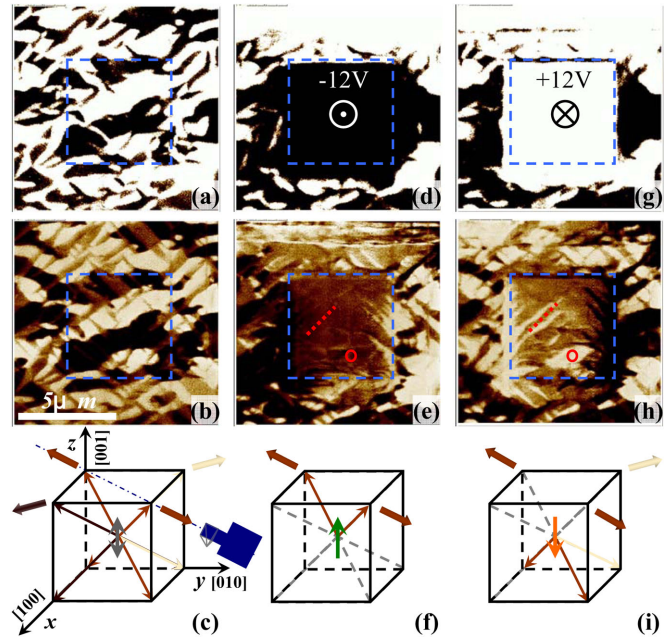 -12V
+12V
(a)
(d)
(g)
5μ m
(b)
(e)
(h)
z
[100]
y [010]
[100]
x
(c)
(f)
(i)